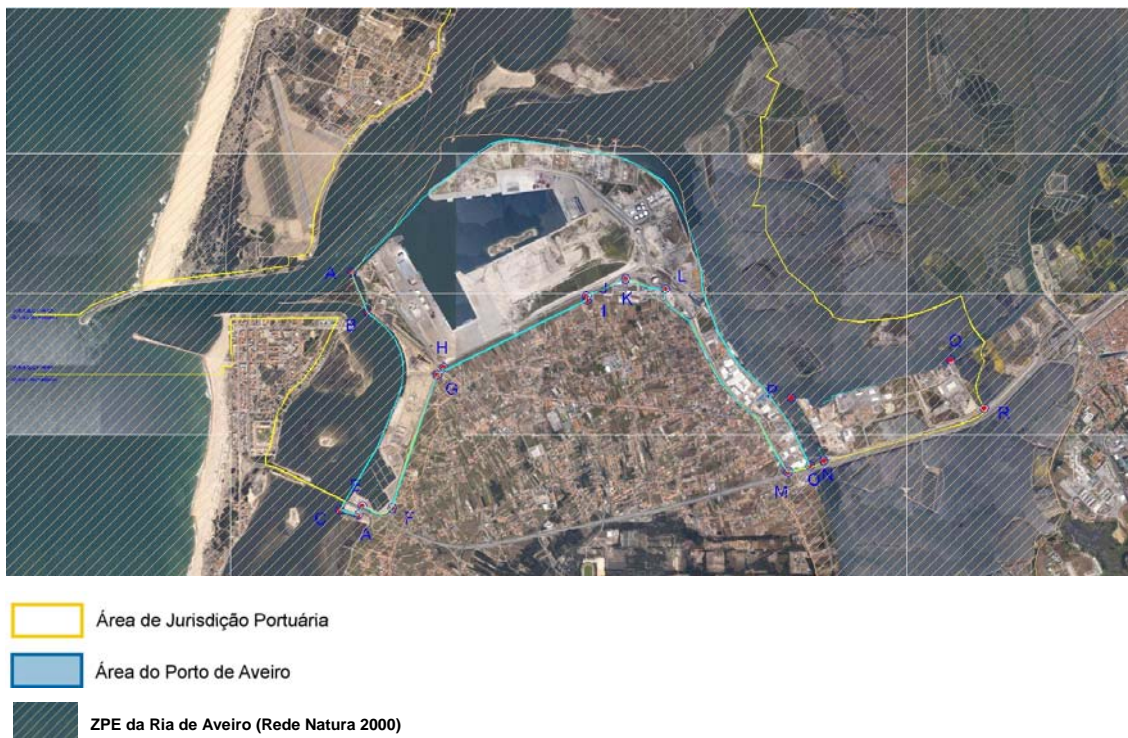 A
B
H
G
J
I
K
L
P
Q
R
M
O
N
C
A
F
Área de Jurisdição Portuária
Área do Porto de Aveiro
ZPE da Ria de Aveiro (Rede Natura 2000)